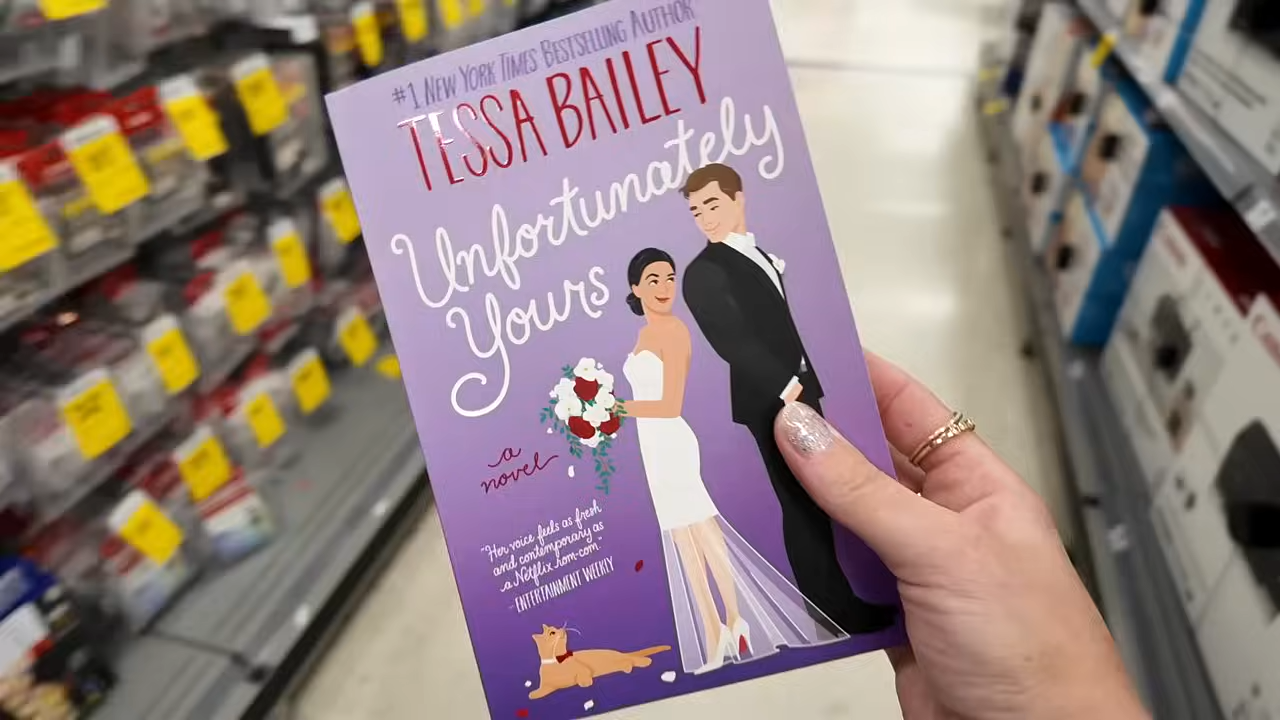 #1 New York Times Bestselling Author
TESSA BAILEY
Unfortunately
Yours
a
novel
"Her voice feels as fresh
and contemporary as
a Netflix rom-com."
—ENTERTAINMENT WEEKLY